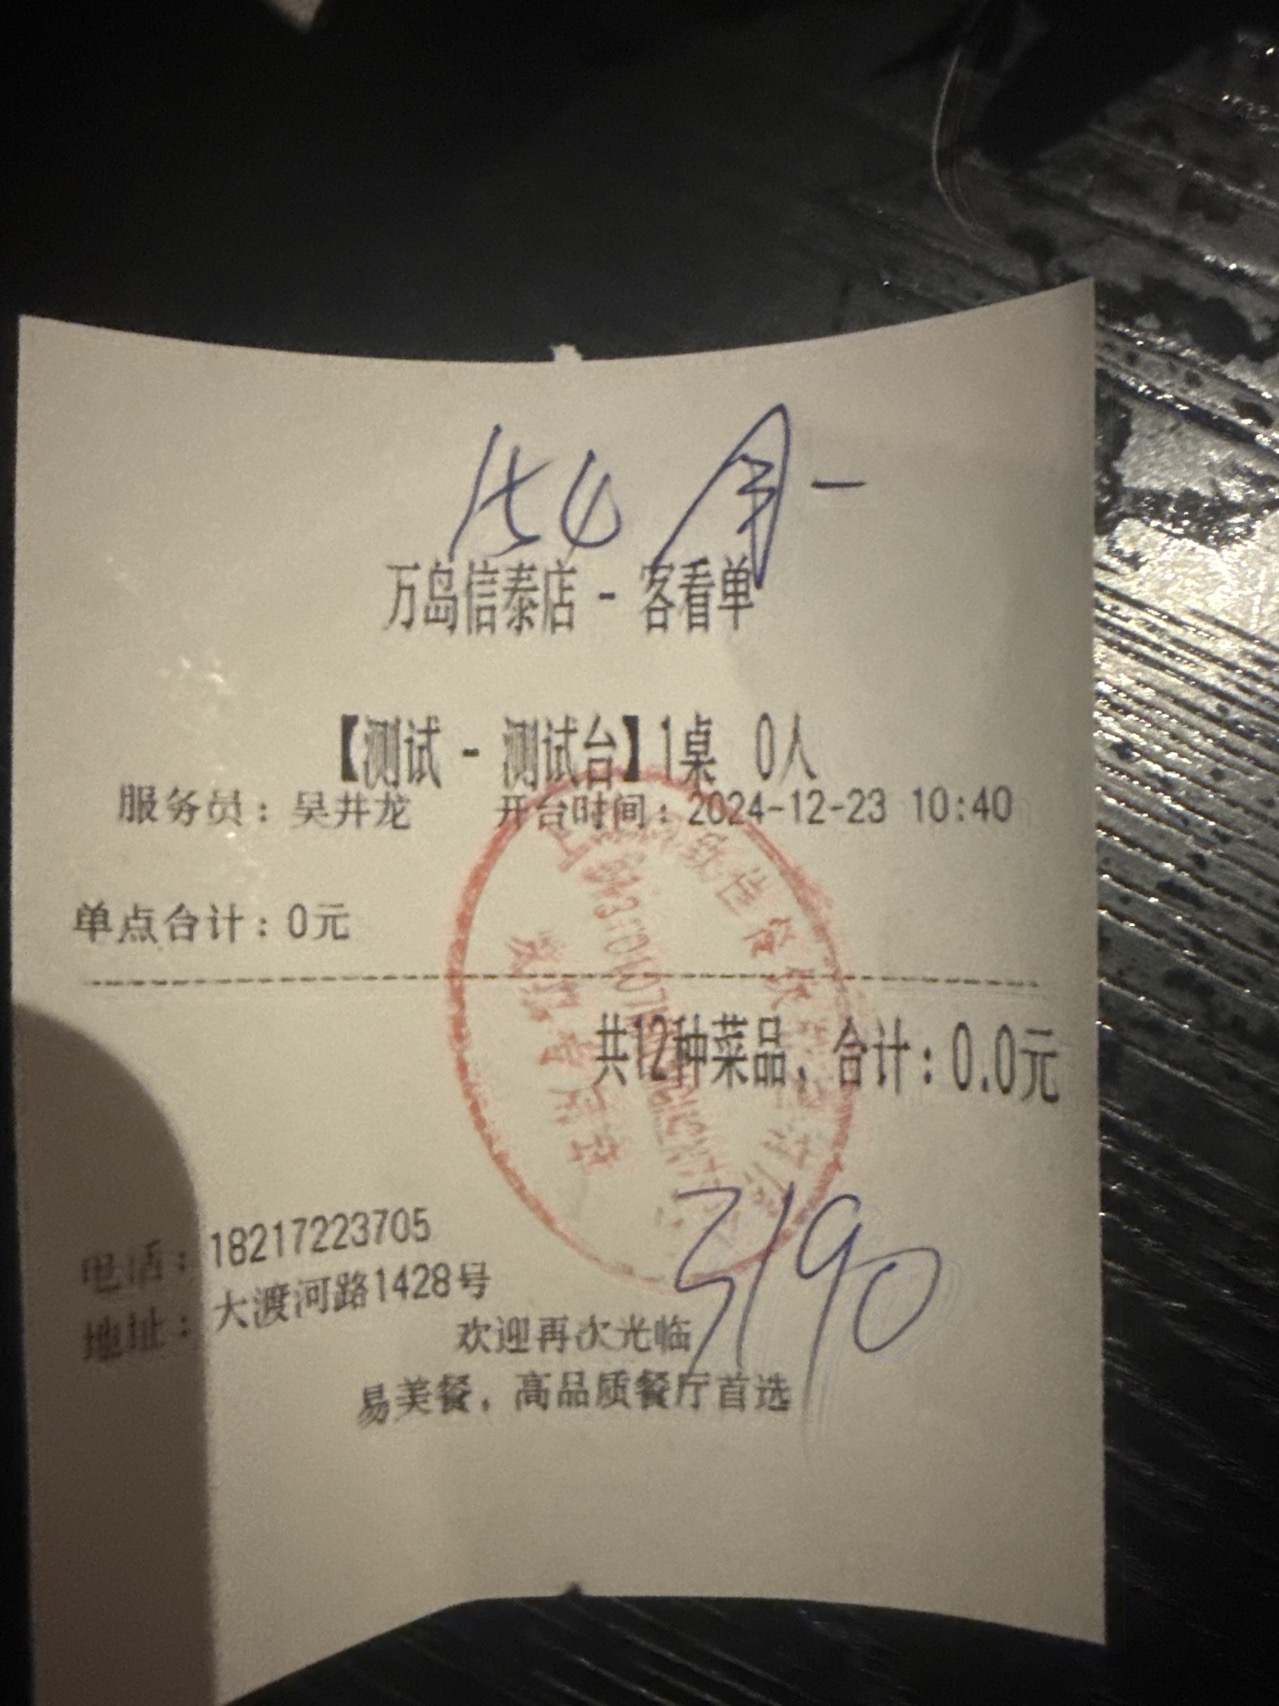 万岛信泰店 - 客看单
【测试 - 测试台】1桌 0人
服务员：吴井龙 开台时间：2024-12-23 10:40
单点合计：0元
共12种菜品，合计：0.0元
3190
电话：18217223705
地址：大渡河路1428号
欢迎再次光临
易美餐，高品质餐厅首选